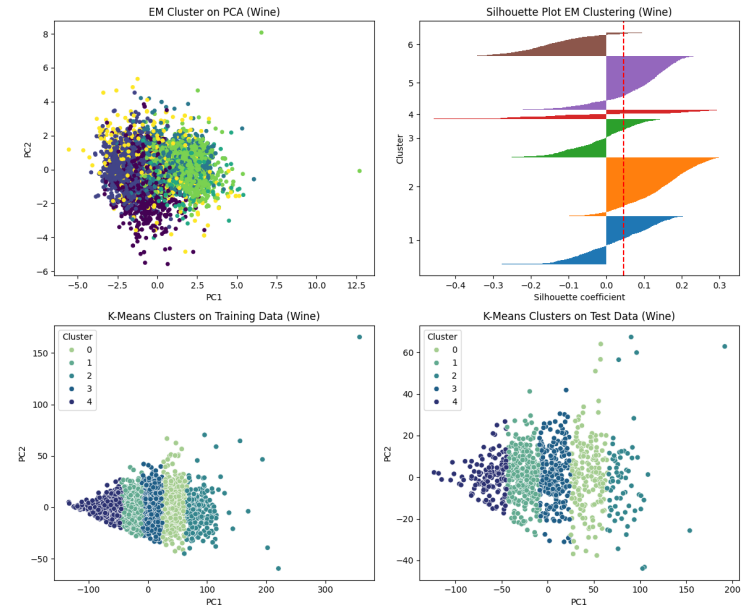 EM Cluster on PCA (Wine)
8
6
4
2
0
−2
−4
−6
PC2
−5.0 −2.5 0.0 2.5 5.0 7.5 10.0 12.5
PC1
Silhouette Plot EM Clustering (Wine)
6
5
4
3
2
1
Cluster
−0.4 −0.3 −0.2 −0.1 0.0 0.1 0.2 0.3
Silhouette coefficient
K-Means Clusters on Training Data (Wine)
Cluster
0
1
2
3
4
150
100
50
0
−50
PC2
−100 0 100 200 300
PC1
K-Means Clusters on Test Data (Wine)
Cluster
0
1
2
3
4
60
40
20
0
−20
−40
PC2
−100 −50 0 50 100 150 200
PC1